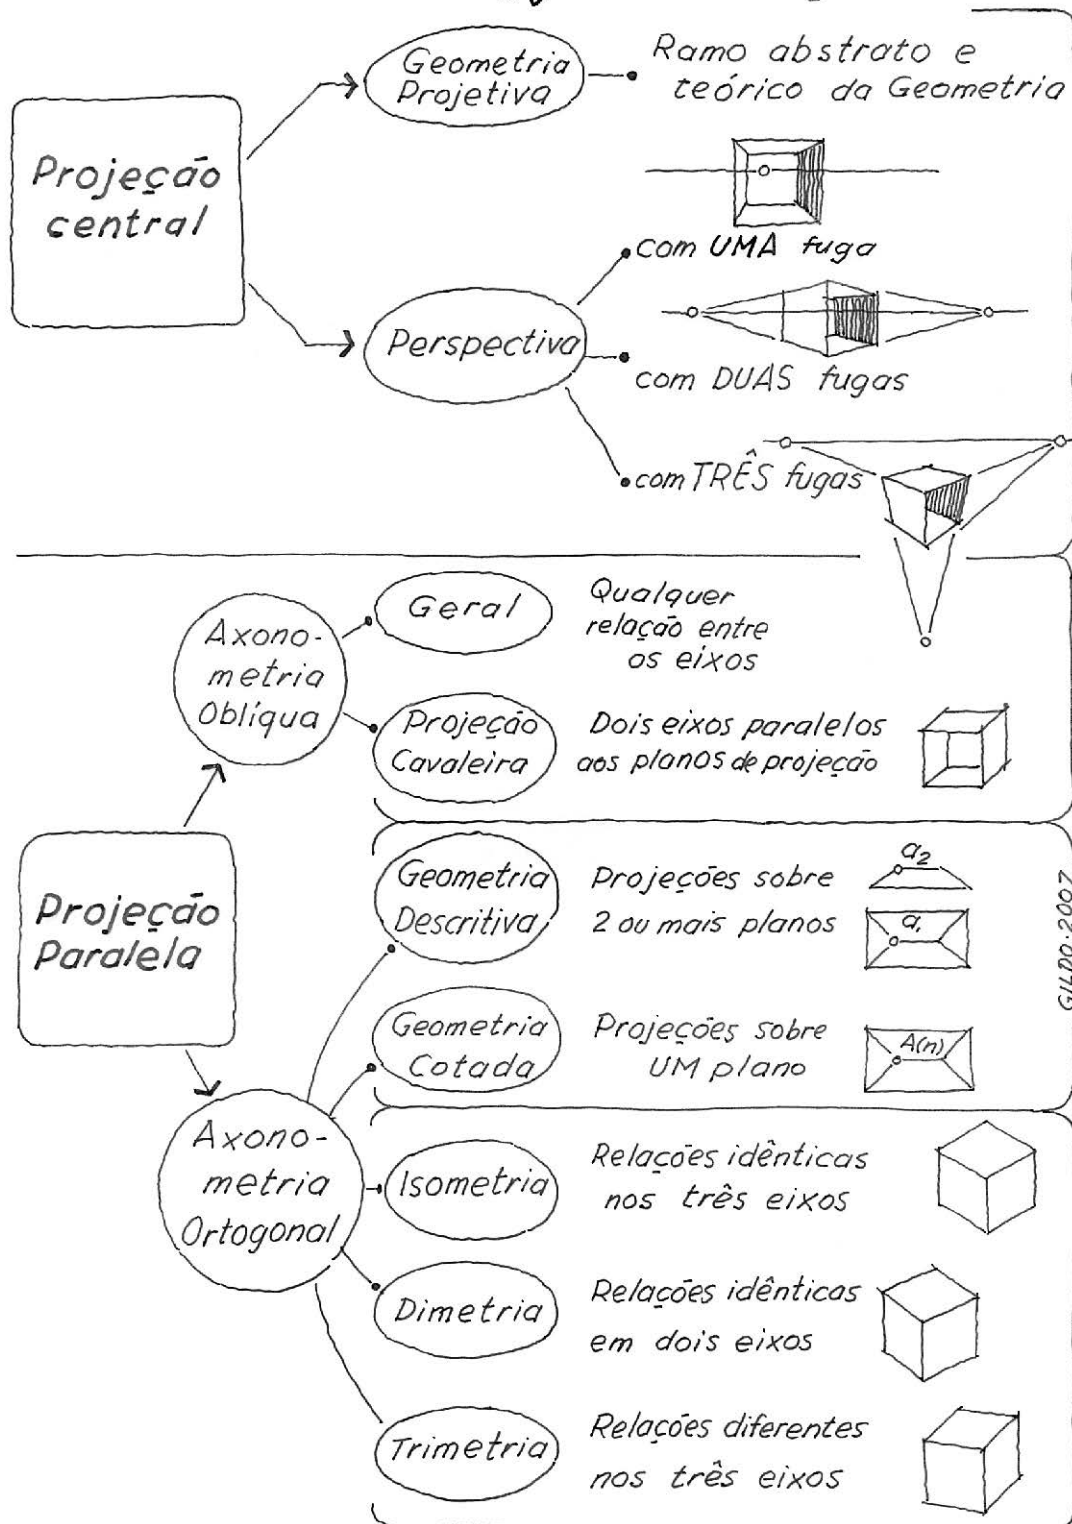 Geometria
Projetiva
Ramo abstrato e
teórico da Geometria
Projeção
central
com UMA fuga
Perspectiva
com DUAS fugas
com TRÊS fugas
Axono-
metria
Oblíqua
Geral
Qualquer
relação entre
os eixos
Projeção
Cavaleira
Dois eixos paralelos
aos planos de projeção
Projeção
Paralela
Geometria
Descritiva
Projeções sobre
2 ou mais planos
a2
a1
Geometria
Cotada
Projeções sobre
UM plano
A(n)
GILDO.2007
Axono-
metria
Ortogonal
Isometria
Relações idênticas
nos três eixos
Dimetria
Relações idênticas
em dois eixos
Trimetria
Relações diferentes
nos três eixos